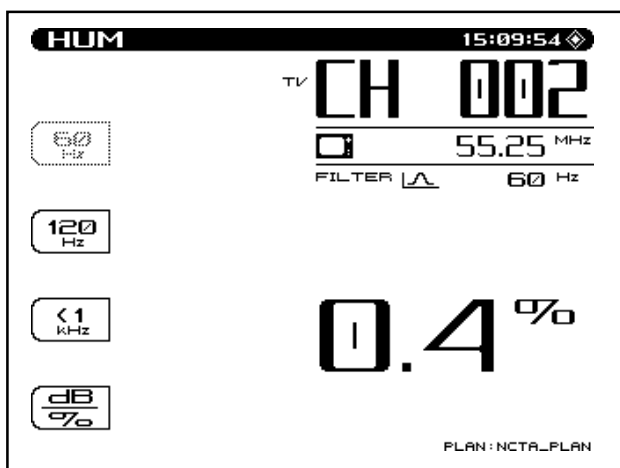 HUM 15:09:54
TV CH 002
55.25 MHz
FILTER 60 Hz
60 Hz
120 Hz
<1 kHz
0.4%
dB
%
PLAN:NCTA_PLAN